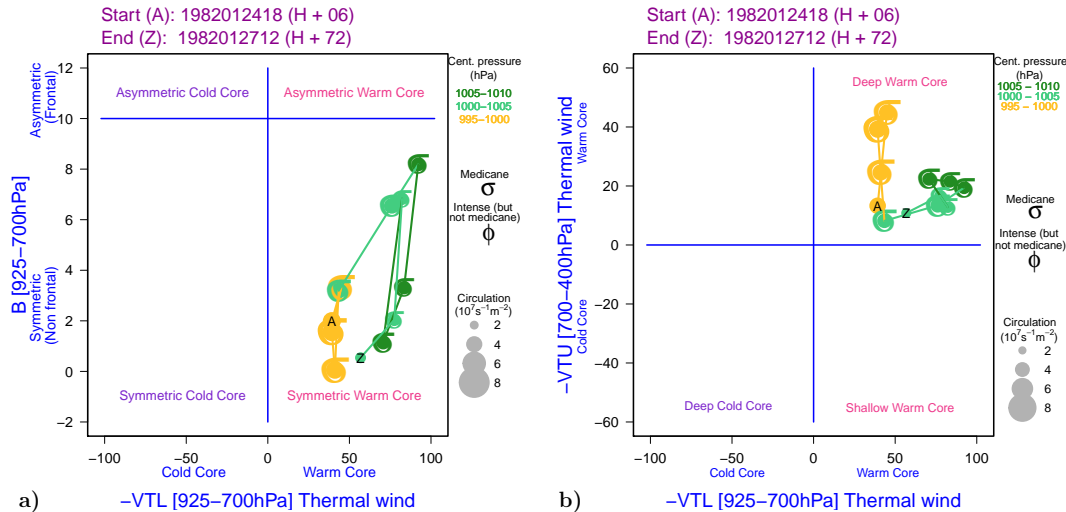 Start (A): 1982012418 (H + 06)
End (Z): 1982012712 (H + 72)
B [925−700hPa]
Symmetric
(Non frontal)
Asymmetric
(Frontal)
12
10
8
6
4
2
0
−2
Asymmetric Cold Core
Asymmetric Warm Core
Symmetric Cold Core
Symmetric Warm Core
A
Z
−100
−50
0
50
100
Cold Core
Warm Core
−VTL [925−700hPa] Thermal wind
Cent. pressure
(hPa)
1005−1010
1000−1005
995−1000
Medicane
σ
Intense (but
not medicane)
ϕ
Circulation
(10⁷s⁻¹m⁻²)
2
4
6
8
a)
Start (A): 1982012418 (H + 06)
End (Z): 1982012712 (H + 72)
−VTU [700−400hPa] Thermal wind
Cold Core
Warm Core
60
40
20
0
−20
−40
−60
Deep Warm Core
Deep Cold Core
Shallow Warm Core
A
Z
−100
−50
0
50
100
Cold Core
Warm Core
−VTL [925−700hPa] Thermal wind
Cent. pressure
(hPa)
1005 − 1010
1000 − 1005
995 − 1000
Medicane
σ
Intense (but
not medicane)
ϕ
Circulation
(10⁷s⁻¹m⁻²)
2
4
6
8
b)